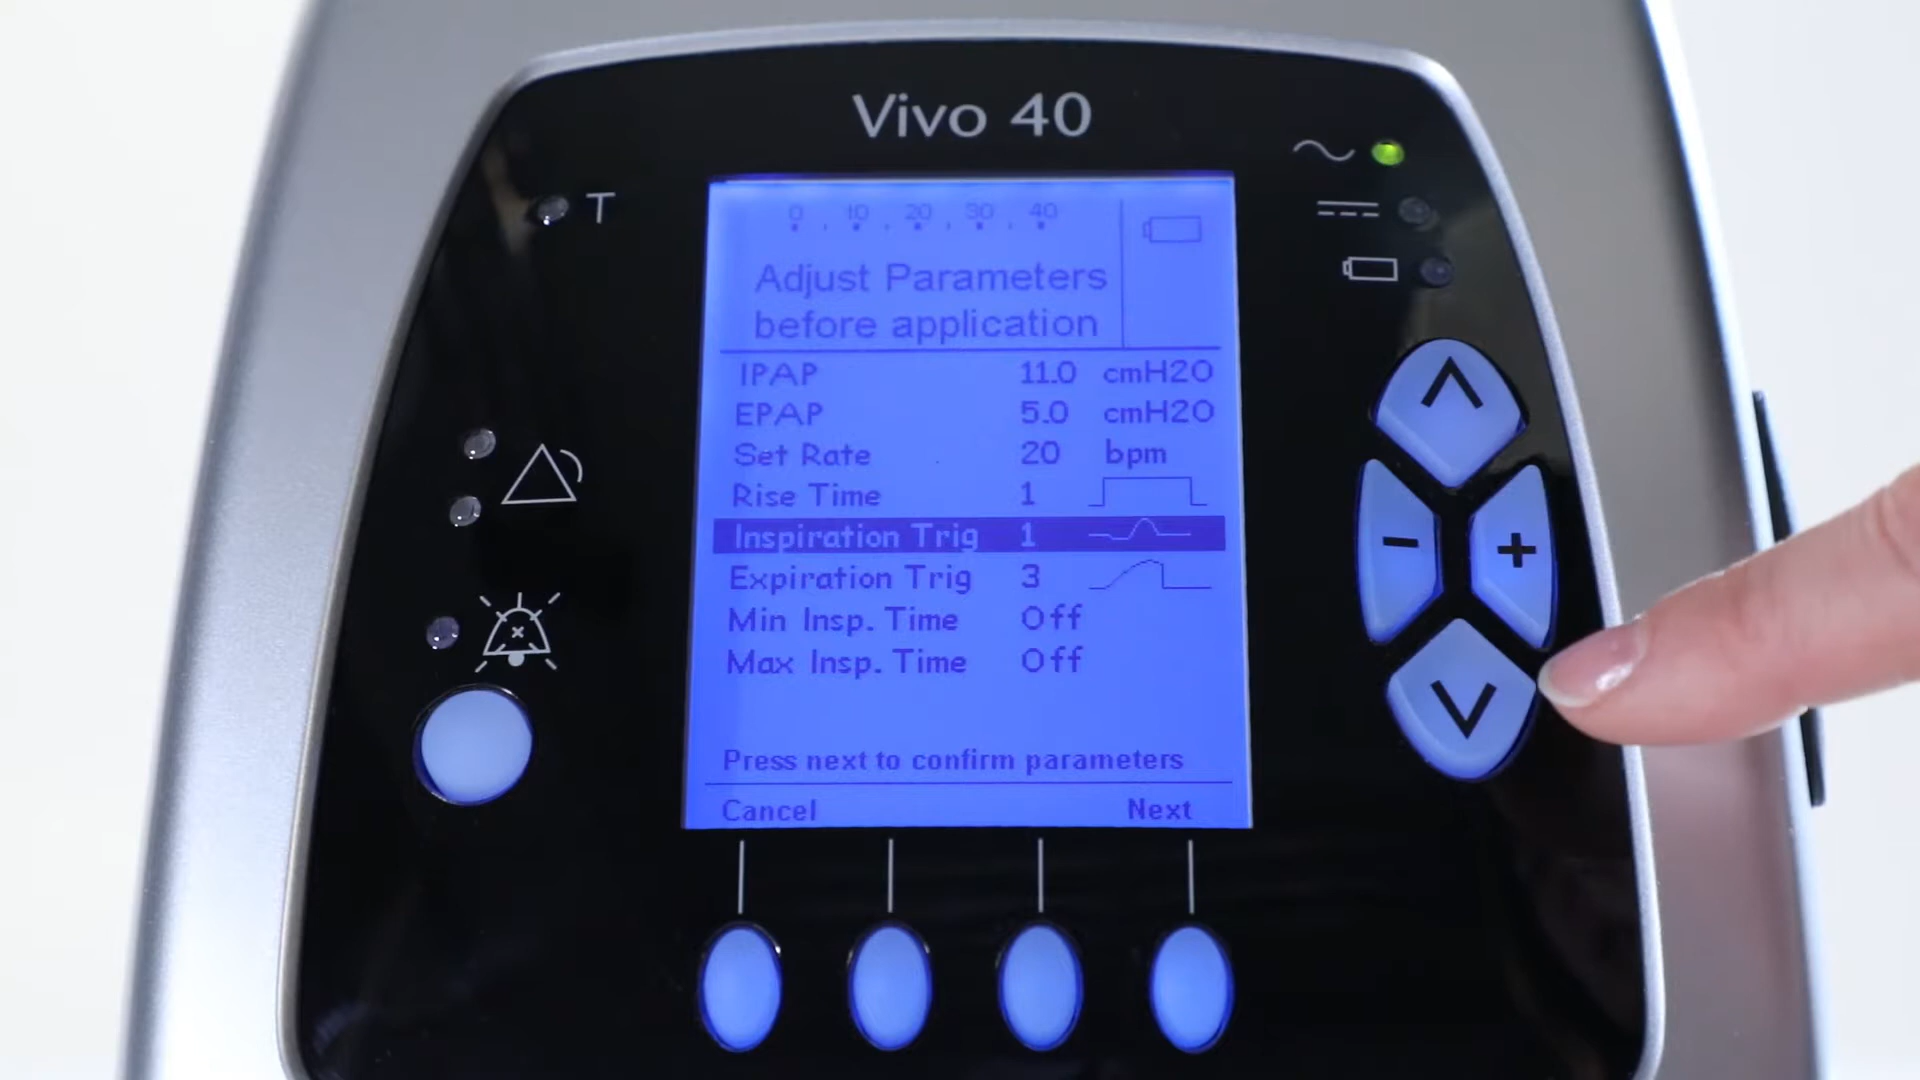 Vivo 40
T
0 10 20 30 40
Adjust Parameters
before application
IPAP 11.0 cmH2O
EPAP 5.0 cmH2O
Set Rate 20 bpm
Rise Time 1
Inspiration Trig 1
Expiration Trig 3
Min Insp. Time Off
Max Insp. Time Off
Press next to confirm parameters
Cancel Next
- +